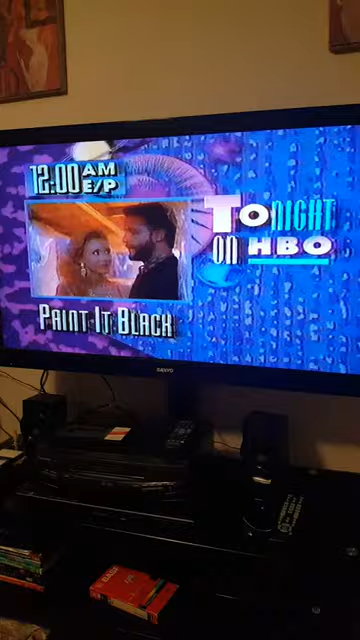 12:00 AM
E/P
TONIGHT
ON HBO
PAINT IT BLACK
SANYO